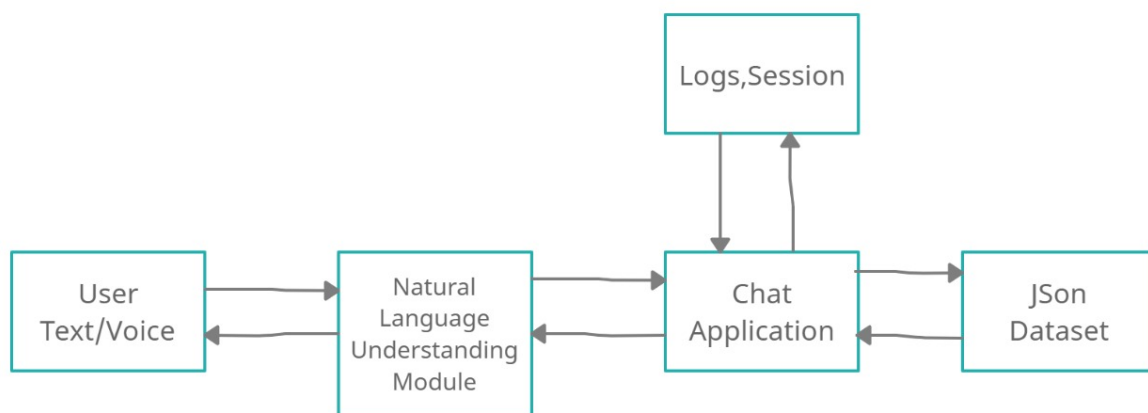 Logs,Session
User
Text/Voice
Natural
Language
Understanding
Module
Chat
Application
JSon
Dataset